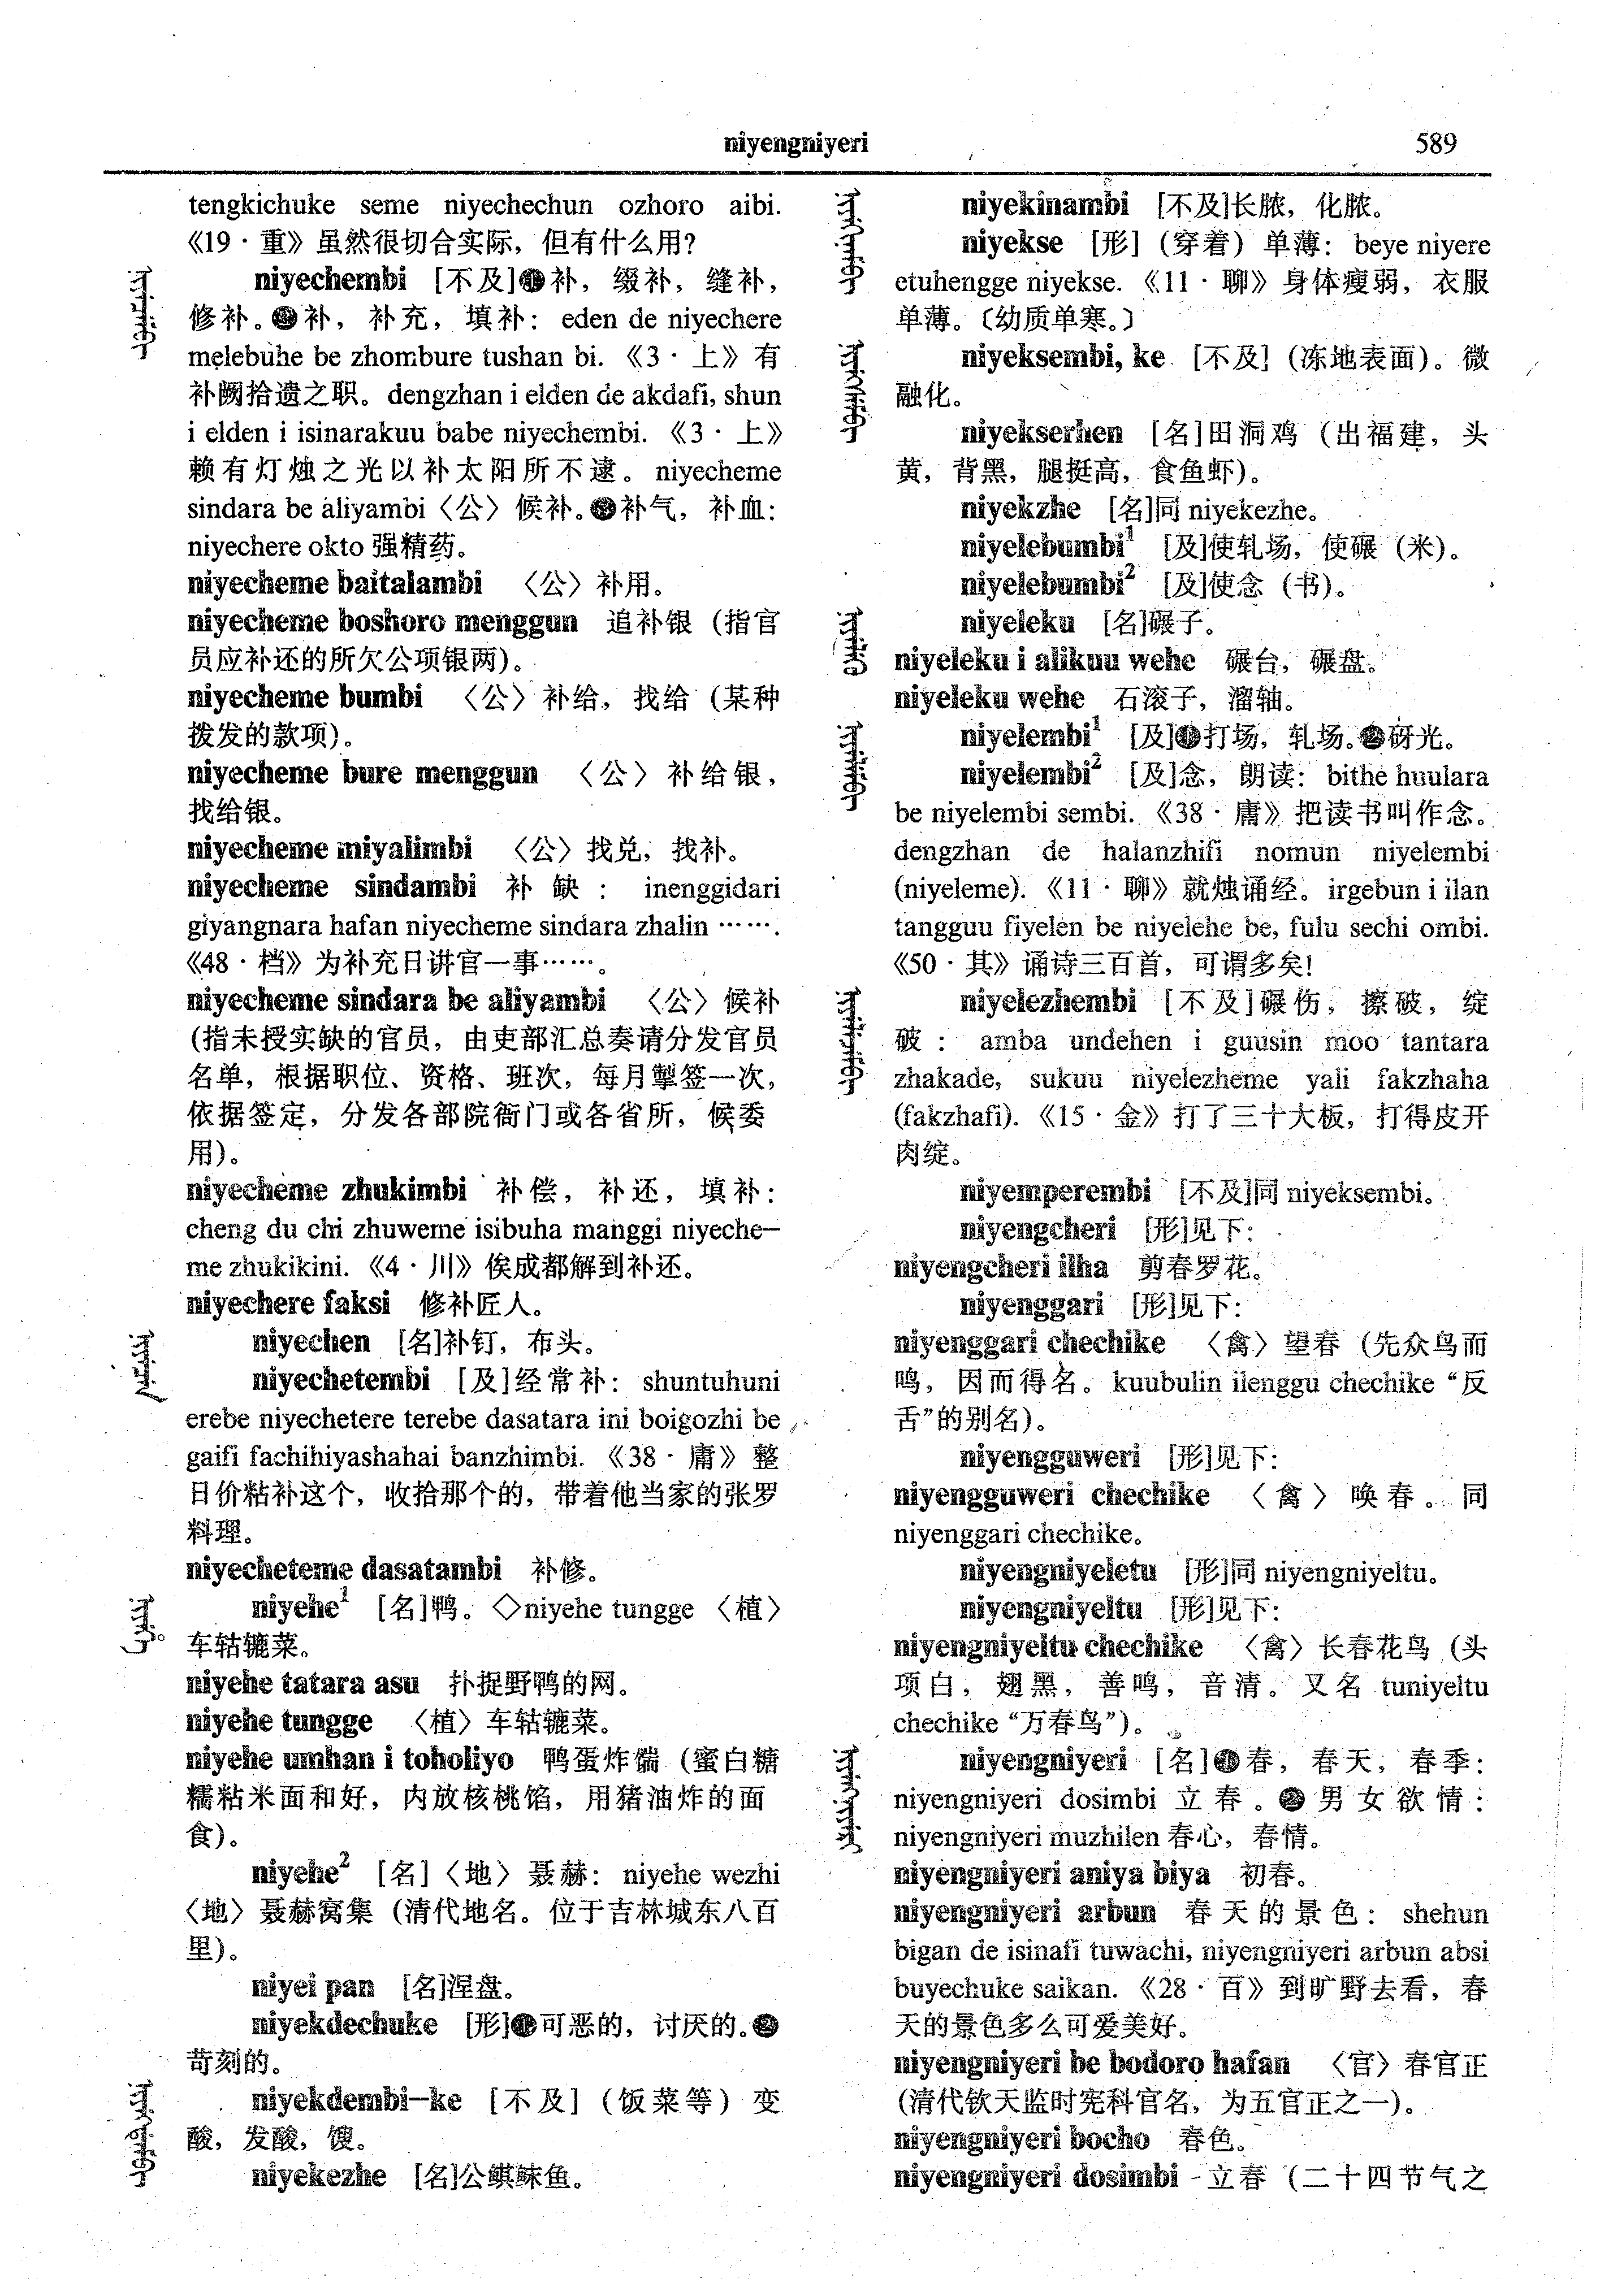 niyengniyeri
589
tengkichuke seme niyechechun ozhoro aibi.
《19·重》虽然很切合实际，但有什么用？
niyechembi [不及]❶补，缀补，缝补，
修补。❷补，补充，填补：eden de niyechere
melebuhe be zhombure tushan bi.《3·上》有
补阙拾遗之职。dengzhan i elden de akdafi, shun
i elden i isinarakuu babe niyechembi.《3·上》
赖有灯烛之光以补太阳所不逮。niyecheme
sindara be aliyambi〈公〉候补。❸补气，补血：
niyechere okto 强精药。
niyecheme baitalambi 〈公〉补用。
niyecheme boshoro menggun 追补银（指官
员应补还的所欠公项银两）。
niyecheme bumbi 〈公〉补给，找给（某种
拨发的款项）。
niyecheme bure menggun 〈公〉补给银，
找给银。
niyecheme miyalimbi 〈公〉找兑，找补。
niyecheme sindambi 补缺：inenggidari
giyangnara hafan niyecheme sindara zhalin …….
《48·档》为补充日讲官一事……。
niyecheme sindara be aliyambi 〈公〉候补
（指未授实缺的官员，由吏部汇总奏请分发官员
名单，根据职位、资格、班次，每月掣签一次，
依据签定，分发各部院衙门或各省所，候委
用）。
niyecheme zhukimbi 补偿，补还，填补：
cheng du chi zhuweme isibuha manggi niyeche—
me zhukikini.《4·川》俟成都解到补还。
niyechere faksi 修补匠人。
niyechen [名]补钉，布头。
niyechetembi [及]经常补：shuntuhuni
erebe niyechetere terebe dasatara ini boigozhi be
gaifi fachihiyashahai banzhimbi.《38·庸》整
日价粘补这个，收拾那个的，带着他当家的张罗
料理。
niyecheteme dasatambi 补修。
niyehe¹ [名]鸭。◇niyehe tungge〈植〉
车轱辘菜。
niyehe tatara asu 扑捉野鸭的网。
niyehe tungge 〈植〉车轱辘菜。
niyehe umhan i toholiyo 鸭蛋炸𫗦（蜜白糖
糯粘米面和好，内放核桃馅，用猪油炸的面
食）。
niyehe² [名]〈地〉聂赫：niyehe wezhi
〈地〉聂赫窝集（清代地名。位于吉林城东八百
里）。
niyei pan [名]涅盘。
niyekdechuke [形]❶可恶的，讨厌的。❷
苛刻的。
niyekdembi—ke [不及]（饭菜等）变
酸，发酸，馊。
niyekezhe [名]公鲯鮇鱼。
niyekinambi [不及]长脓，化脓。
niyekse [形]（穿着）单薄：beye niyere
etuhengge niyekse.《11·聊》身体瘦弱，衣服
单薄。〔幼质单寒。〕
niyeksembi, ke [不及]（冻地表面）。微
融化。
niyekserhen [名]田洞鸡（出福建，头
黄，背黑，腿挺高，食鱼虾）。
niyekzhe [名]同 niyekezhe。
niyelebumbi¹ [及]使轧场，使碾（米）。
niyelebumbi² [及]使念（书）。
niyeleku [名]碾子。
niyeleku i alikuu wehe 碾台，碾盘。
niyeleku wehe 石滚子，溜轴。
niyelembi¹ [及]❶打场，轧场。❷砑光。
niyelembi² [及]念，朗读：bithe huulara
be niyelembi sembi.《38·庸》把读书叫作念。
dengzhan de halanzhifi nomun niyelembi
(niyeleme).《11·聊》就烛诵经。irgebun i ilan
tangguu fiyelen be niyelehe be, fulu sechi ombi.
《50·其》诵诗三百首，可谓多矣！
niyelezhembi [不及]碾伤，擦破，绽
破：amba undehen i guusin moo tantara
zhakade, sukuu niyelezheme yali fakzhaha
(fakzhafi).《15·金》打了三十大板，打得皮开
肉绽。
niyemperembi [不及]同 niyeksembi。
niyengcheri [形]见下：
niyengcheri ilha 剪春罗花。
niyenggari [形]见下：
niyenggari chechike 〈禽〉望春（先众鸟而
鸣，因而得名。kuubulin ilenggu chechike “反
舌”的别名）。
niyengguweri [形]见下：
niyengguweri chechike 〈禽〉唤春。同
niyenggari chechike。
niyengniyeletu [形]同 niyengniyeltu。
niyengniyeltu [形]见下：
niyengniyeltu chechike 〈禽〉长春花鸟（头
项白，翅黑，善鸣，音清。又名 tuniyeltu
chechike “万春鸟”）。
niyengniyeri [名]❶春，春天，春季：
niyengniyeri dosimbi 立春。❷男女欲情：
niyengniyeri muzhilen 春心，春情。
niyengniyeri aniya biya 初春。
niyengniyeri arbun 春天的景色：shehun
bigan de isinafi tuwachi, niyengniyeri arbun absi
buyechuke saikan.《28·百》到旷野去看，春
天的景色多么可爱美好。
niyengniyeri be bodoro hafan 〈官〉春官正
（清代钦天监时宪科官名，为五官正之一）。
niyengniyeri bocho 春色。
niyengniyeri dosimbi 立春（二十四节气之